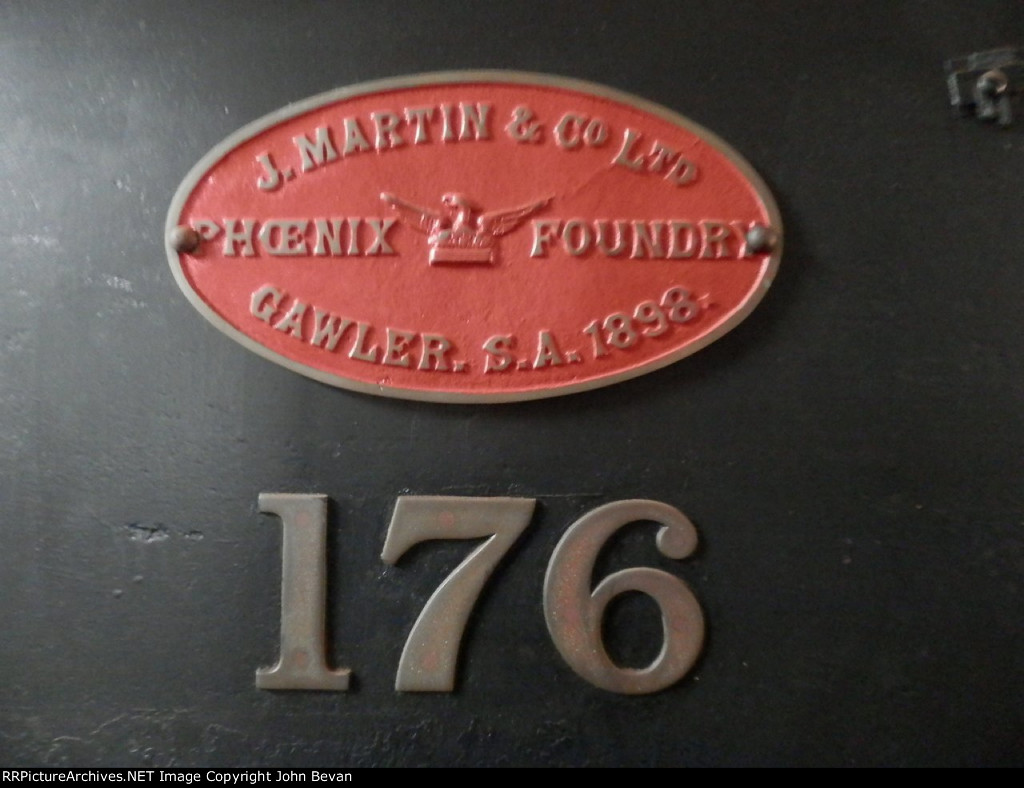 J. MARTIN & CO LTD
PHŒNIX FOUNDRY
GAWLER. S.A. 1898.
176
RRPictureArchives.NET Image Copyright John Bevan